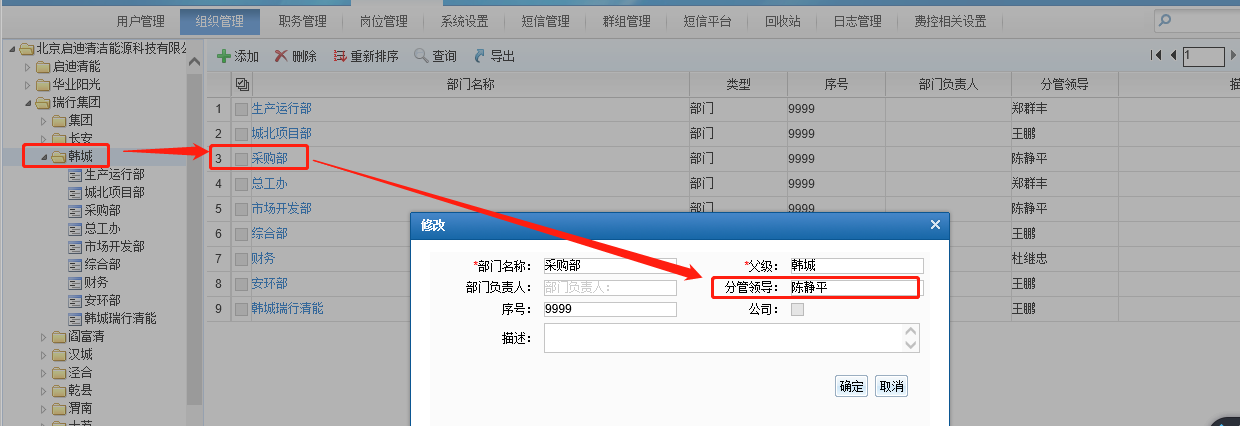 用户管理 组织管理 职务管理 岗位管理 系统设置 短信管理 群组管理 短信平台 回收站 日志管理 费控相关设置
北京启迪清洁能源科技有限公
启迪清能
华业阳光
瑞行集团
集团
长安
韩城
生产运行部
城北项目部
采购部
总工办
市场开发部
综合部
财务
安环部
韩城瑞行清能
阎富清
汉城
泾合
乾县
渭南
添加 删除 重新排序 查询 导出 1
部门名称 类型 序号 部门负责人 分管领导 描
1 生产运行部 部门 9999 郑群丰
2 城北项目部 部门 9999 王鹏
3 采购部 部门 9999 陈静平
4 总工办 部门 9999 郑群丰
5 市场开发部 部门 9999 陈静平
6 综合部 王鹏
7 财务 杜继忠
8 安环部 王鹏
9 韩城瑞行清能 王鹏
修改
*部门名称： 采购部 *父级： 韩城
部门负责人： 部门负责人： 分管领导： 陈静平
序号： 9999 公司：
描述：
确定 取消